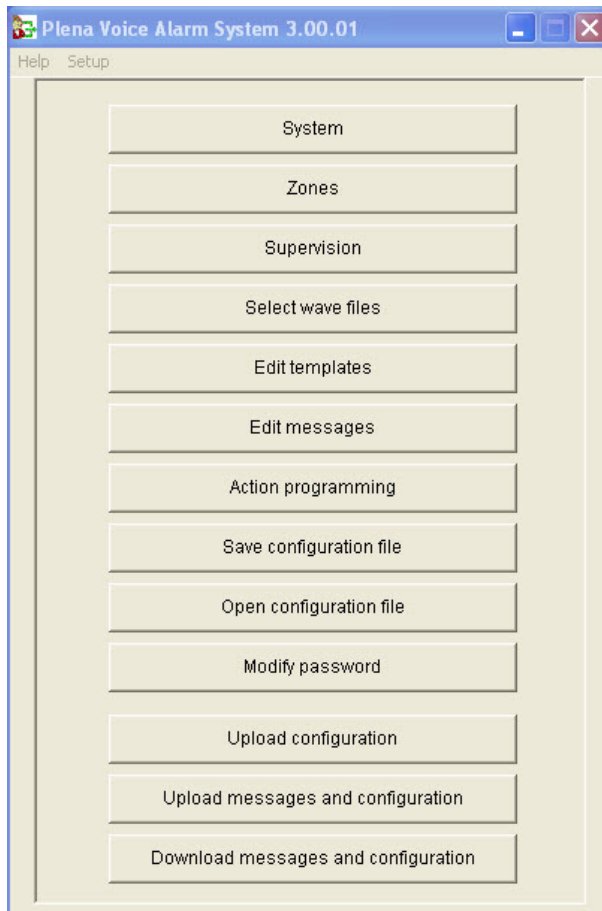 Plena Voice Alarm System 3.00.01
Help Setup
System
Zones
Supervision
Select wave files
Edit templates
Edit messages
Action programming
Save configuration file
Open configuration file
Modify password
Upload configuration
Upload messages and configuration
Download messages and configuration